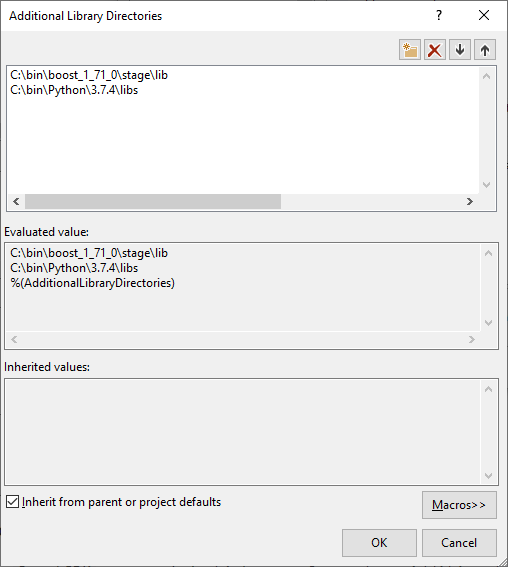 Additional Library Directories
?
C:\bin\boost_1_71_0\stage\lib
C:\bin\Python\3.7.4\libs
Evaluated value:
C:\bin\boost_1_71_0\stage\lib
C:\bin\Python\3.7.4\libs
%(AdditionalLibraryDirectories)
Inherited values:
Inherit from parent or project defaults
Macros>>
OK
Cancel